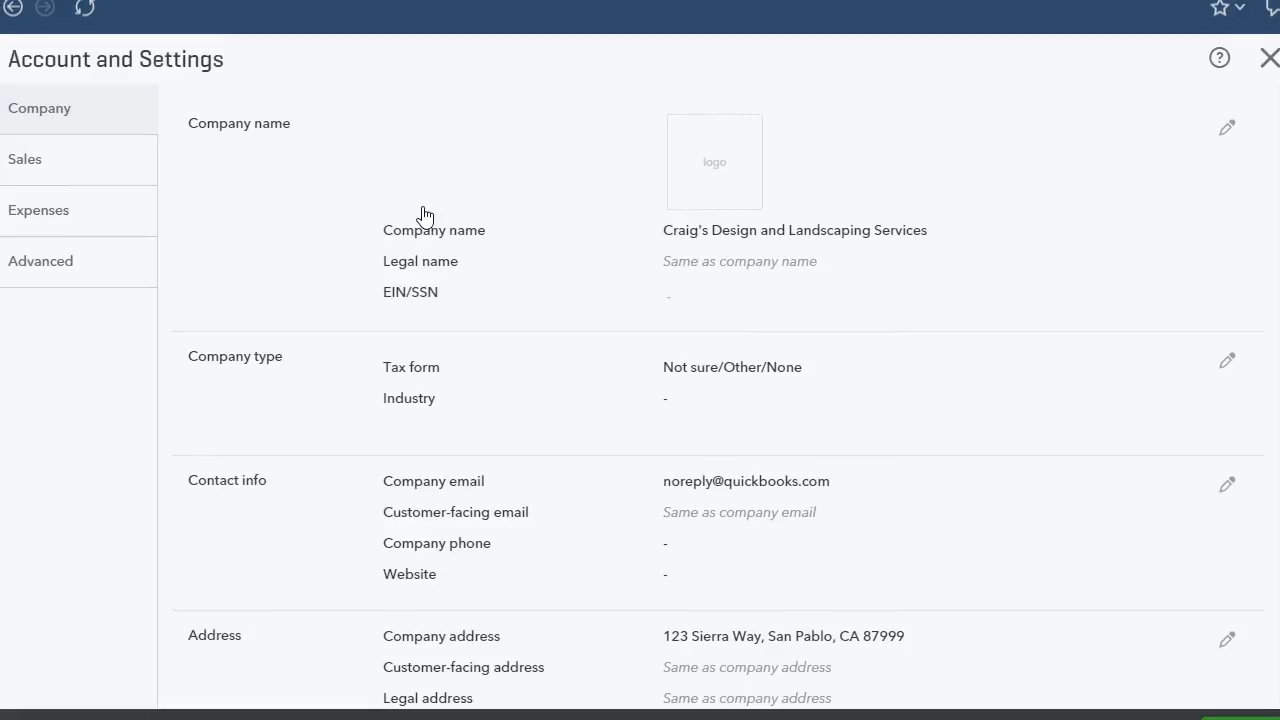 Account and Settings
Company
Sales
Expenses
Advanced
Company name
logo
Company name Craig's Design and Landscaping Services
Legal name Same as company name
EIN/SSN -
Company type
Tax form Not sure/Other/None
Industry -
Contact info
Company email noreply@quickbooks.com
Customer-facing email Same as company email
Company phone -
Website -
Address
Company address 123 Sierra Way, San Pablo, CA 87999
Customer-facing address Same as company address
Legal address Same as company address